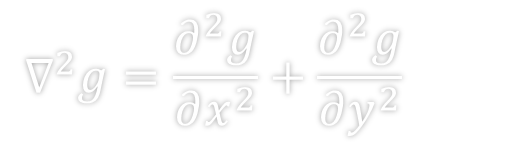 ∇²g = ∂²g/∂x² + ∂²g/∂y²